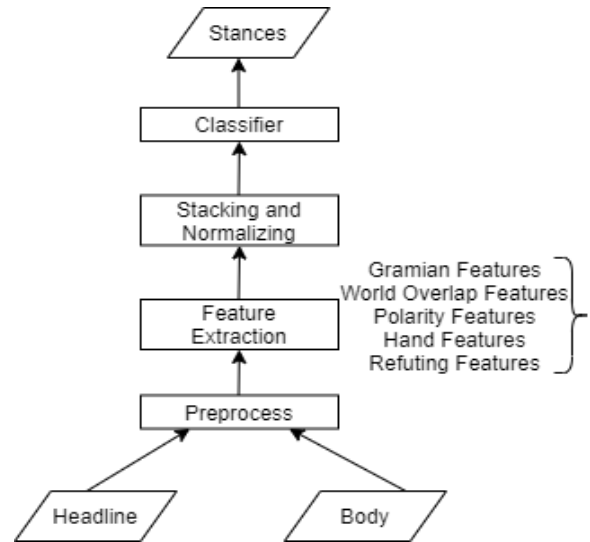 Stances
Classifier
Stacking and
Normalizing
Feature
Extraction
Gramian Features
World Overlap Features
Polarity Features
Hand Features
Refuting Features
Preprocess
Headline
Body